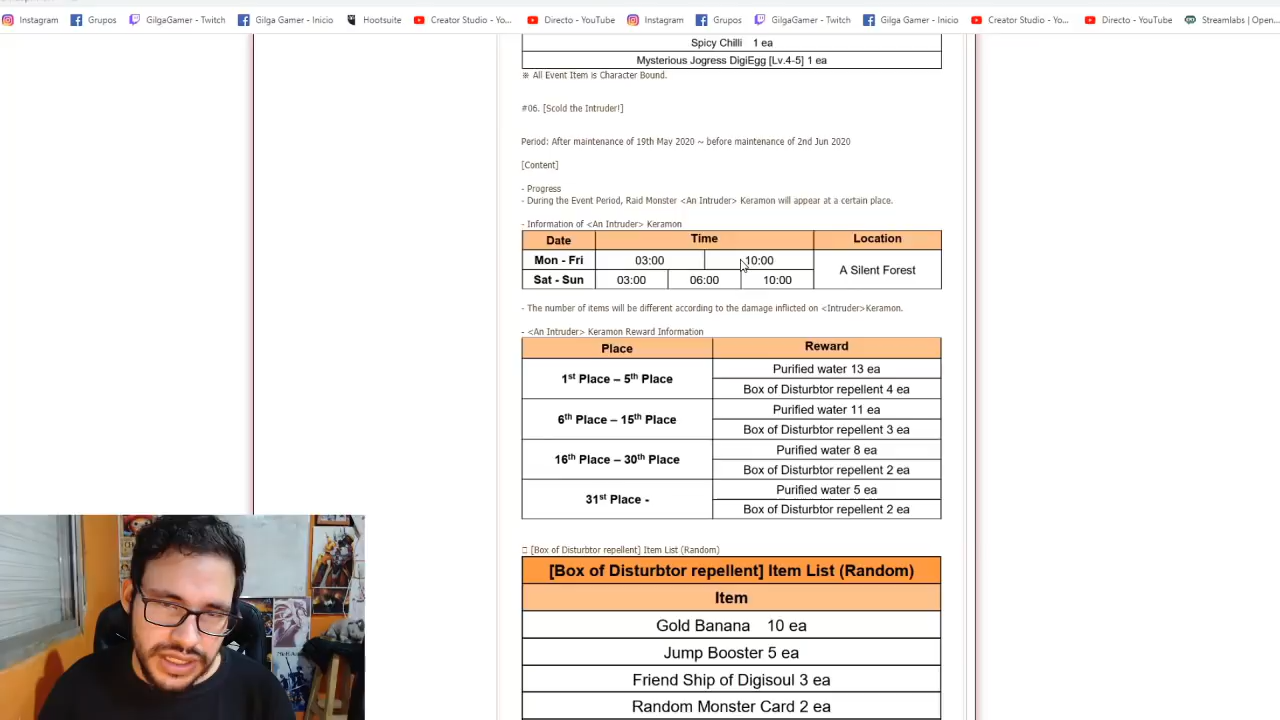 Instagram Grupos GilgaGamer - Twitch Gilga Gamer - Inicio Hootsuite Creator Studio - Yo... Directo - YouTube Instagram Grupos GilgaGamer - Twitch Gilga Gamer - Inicio Creator Studio - Yo... Directo - YouTube Streamlabs | Open...
Spicy Chilli 1 ea
Mysterious Jogress DigiEgg [Lv.4-5] 1 ea
※ All Event Item is Character Bound.
#06. [Scold the Intruder!]
Period: After maintenance of 19th May 2020 ~ before maintenance of 2nd Jun 2020
[Content]
- Progress
- During the Event Period, Raid Monster <An Intruder> Keramon will appear at a certain place.
- Information of <An Intruder> Keramon
Date Time Location
Mon - Fri 03:00 10:00
A Silent Forest
Sat - Sun 03:00 06:00 10:00
- The number of items will be different according to the damage inflicted on <Intruder>Keramon.
- <An Intruder> Keramon Reward Information
Place Reward
1st Place – 5th Place
Purified water 13 ea
Box of Disturbtor repellent 4 ea
6th Place – 15th Place
Purified water 11 ea
Box of Disturbtor repellent 3 ea
16th Place – 30th Place
Purified water 8 ea
Box of Disturbtor repellent 2 ea
31st Place -
Purified water 5 ea
Box of Disturbtor repellent 2 ea
[Box of Disturbtor repellent] Item List (Random)
[Box of Disturbtor repellent] Item List (Random)
Item
Gold Banana 10 ea
Jump Booster 5 ea
Friend Ship of Digisoul 3 ea
Random Monster Card 2 ea